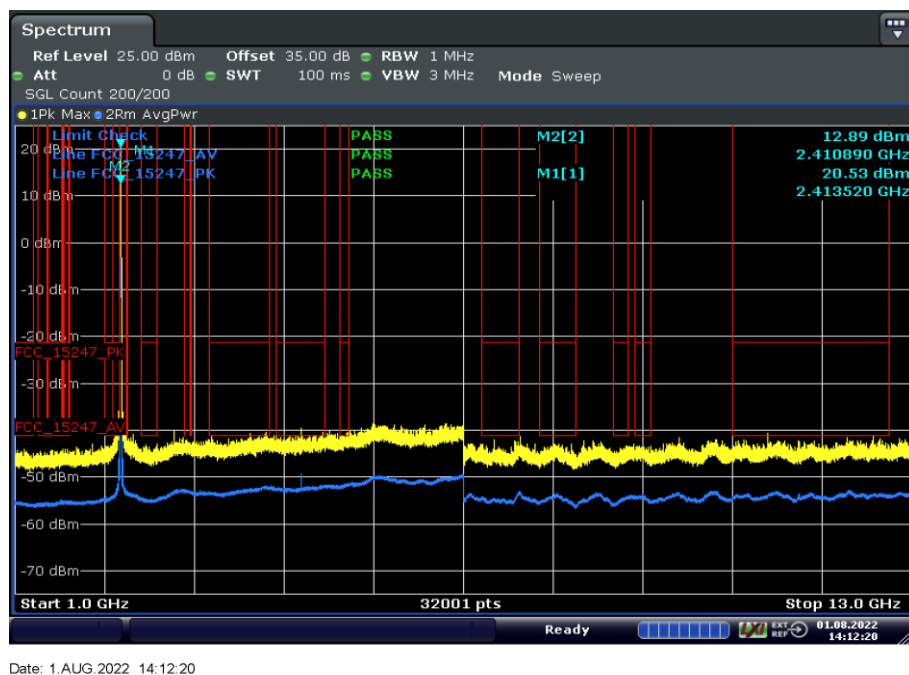 Spectrum
Ref Level 25.00 dBm Offset 35.00 dB RBW 1 MHz
Att 0 dB SWT 100 ms VBW 3 MHz Mode Sweep
SGL Count 200/200
1Pk Max 2Rm AvgPwr
Limit Check PASS M2[2] 12.89 dBm
20 dBm M1 Line FCC_15247_AV PASS 2.410890 GHz
M2 Line FCC_15247_PK PASS M1[1] 20.53 dBm
10 dBm 2.413520 GHz
0 dBm
-10 dBm
-20 dBm
FCC_15247_PK
-30 dBm
FCC_15247_AV
-50 dBm
-60 dBm
-70 dBm
Start 1.0 GHz 32001 pts Stop 13.0 GHz
Ready LXI EXT REF 01.08.2022
14:12:20
Date: 1.AUG.2022 14:12:20